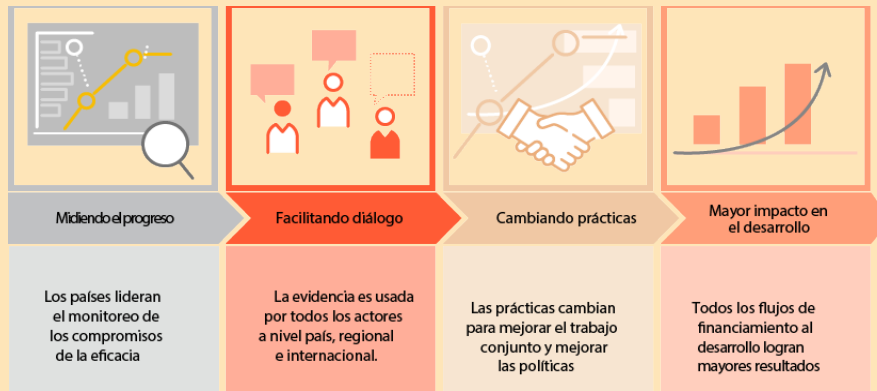 Midiendo el progreso
Facilitando diálogo
Cambiando prácticas
Mayor impacto en
el desarrollo
Los países lideran
el monitoreo de
los compromisos
de la eficacia
La evidencia es usada
por todos los actores
a nivel país, regional
e internacional.
Las prácticas cambian
para mejorar el trabajo
conjunto y mejorar
las políticas
Todos los flujos de
financiamiento al
desarrollo logran
mayores resultados